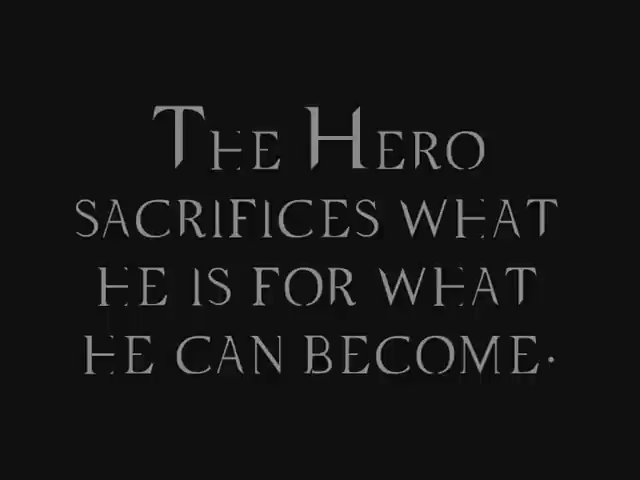 The Hero
SACRIFICES WHAT
HE IS FOR WHAT
HE CAN BECOME.